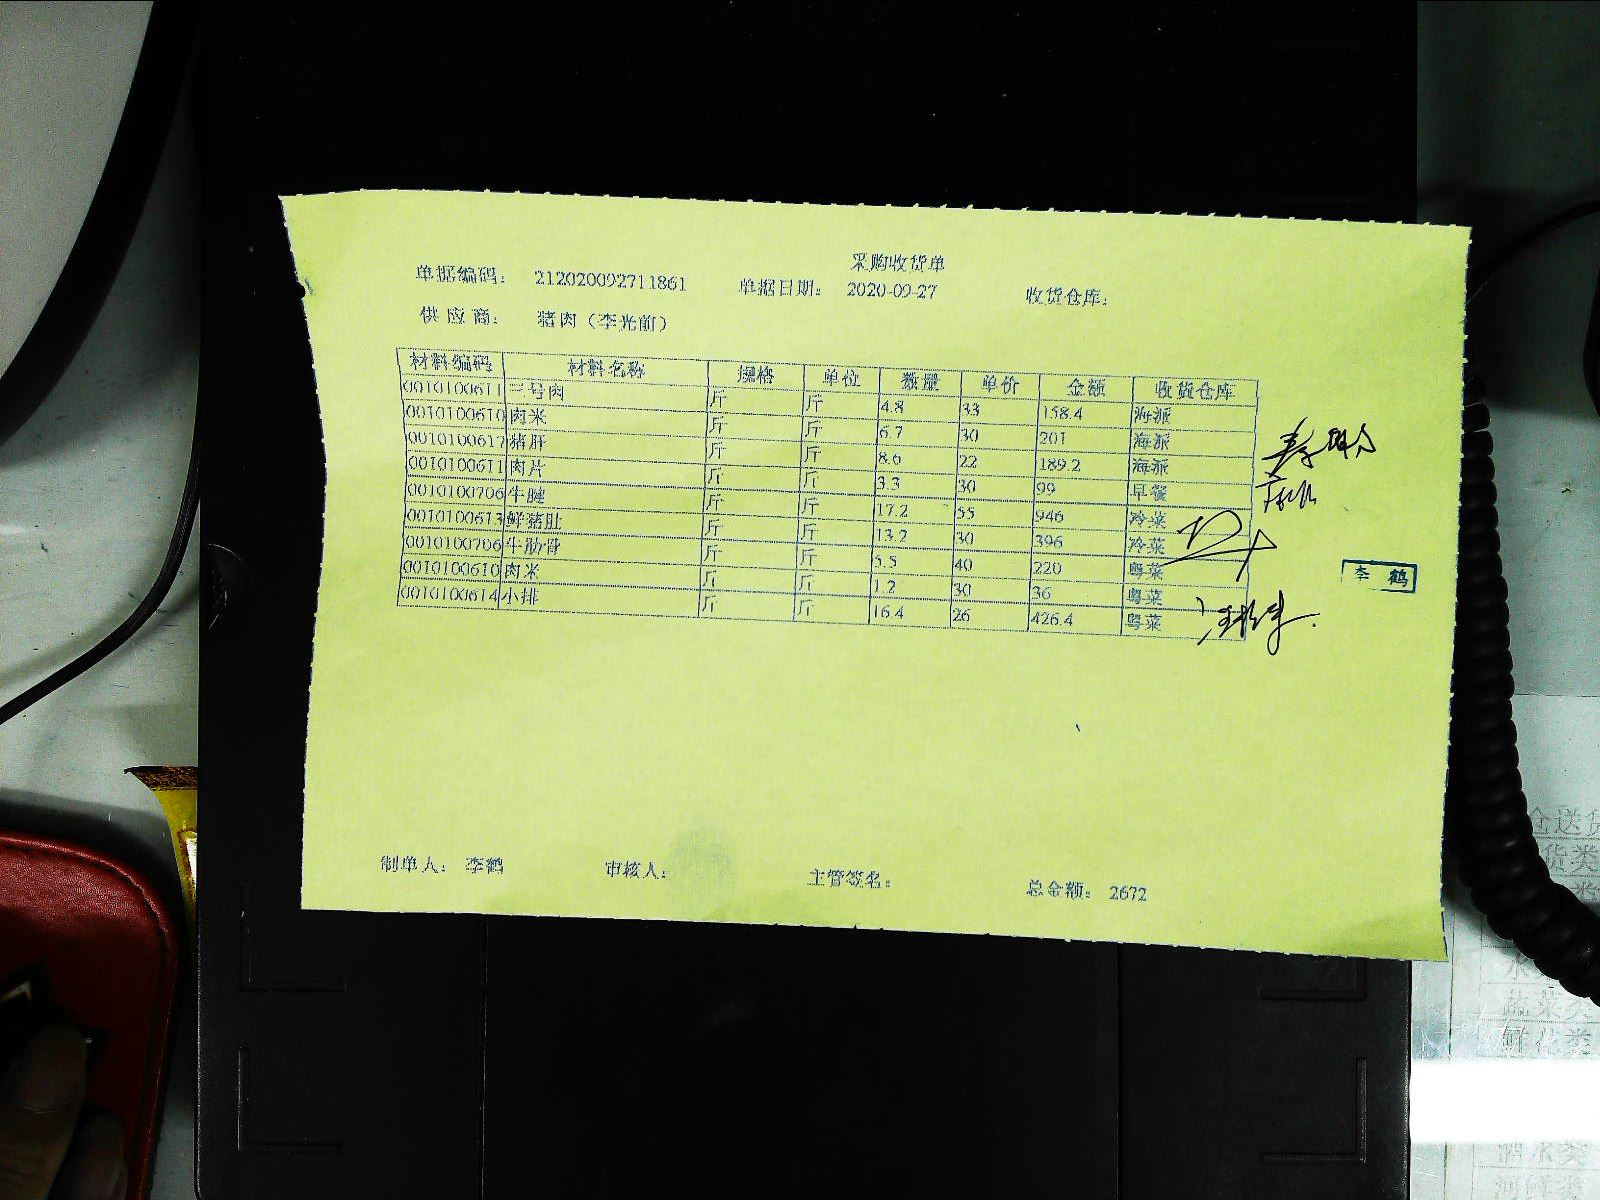 采购收货单
单据编码： 212020092711861 单据日期： 2020-09-27 收货仓库：
供应商： 猪肉（李光前）
材料编码 材料名称 规格 单位 数量 单价 金额 收货仓库
0010100611 三号肉 斤 斤 4.8 33 158.4 海派
0010100610 肉米 斤 斤 6.7 30 201 海派
0010100617 猪肝 斤 斤 8.6 22 189.2 海派
0010100611 肉片 斤 斤 3.3 30 99 早餐
0010100706 牛腱 斤 斤 17.2 55 946 冷菜
0010100613 鲜猪肚 斤 斤 13.2 30 396 冷菜
0010100706 牛肋骨 斤 斤 5.5 40 220 粤菜
0010100610 肉米 斤 斤 1.2 30 36 粤菜
0010100614 小排 斤 斤 16.4 26 426.4 粤菜
李鹤
制单人： 李鹤 审核人： 主管签名： 总金额： 2672
货类
蔬菜类
鲜花类